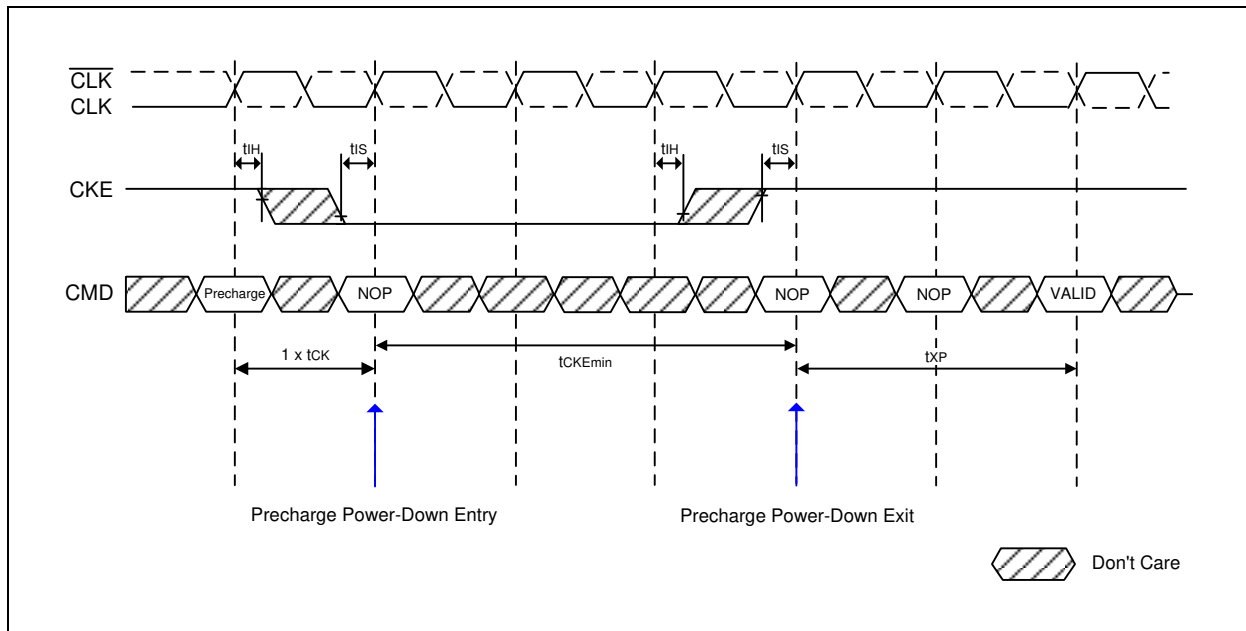 CLK
CLK
tIH
tIS
tIH
tIS
CKE
CMD
Precharge
NOP
NOP
NOP
VALID
1 x tCK
tCKEmin
tXP
Precharge Power-Down Entry
Precharge Power-Down Exit
Don't Care